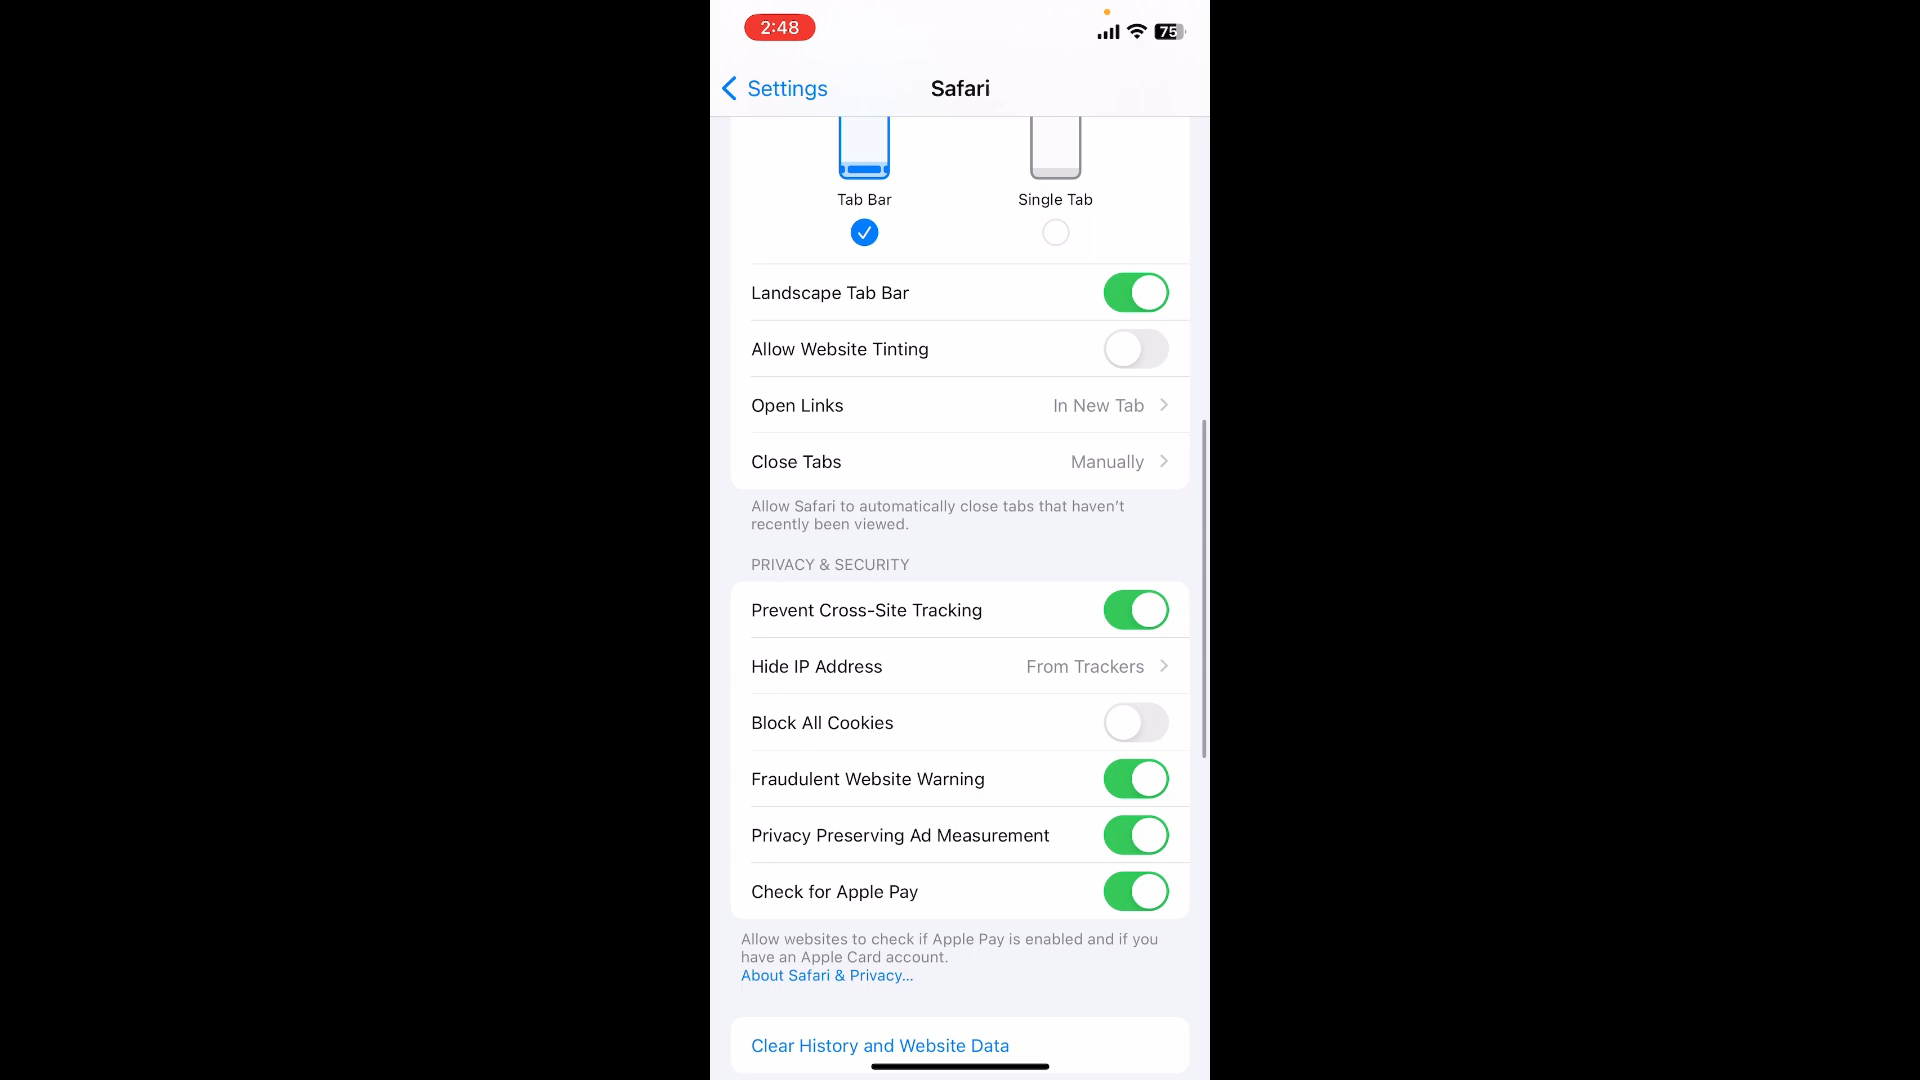 2:48
75
Settings
Safari
Tab Bar
Single Tab
Landscape Tab Bar
Allow Website Tinting
Open Links In New Tab
Close Tabs Manually
Allow Safari to automatically close tabs that haven’t
recently been viewed.
PRIVACY & SECURITY
Prevent Cross-Site Tracking
Hide IP Address From Trackers
Block All Cookies
Fraudulent Website Warning
Privacy Preserving Ad Measurement
Check for Apple Pay
Allow websites to check if Apple Pay is enabled and if you
have an Apple Card account.
About Safari & Privacy...
Clear History and Website Data